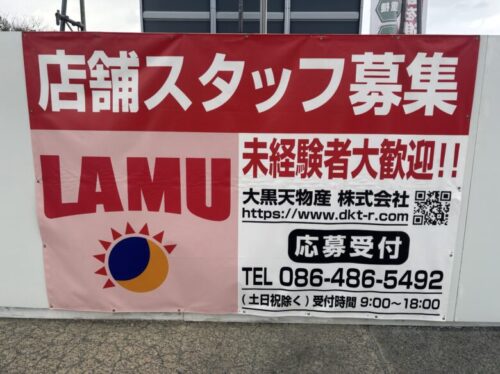 店舗スタッフ募集
LAMU
未経験者大歓迎!!
大黒天物産 株式会社
https://www.dkt-r.com
応募受付
TEL 086-486-5492
(土日祝除く) 受付時間 9:00～18:00